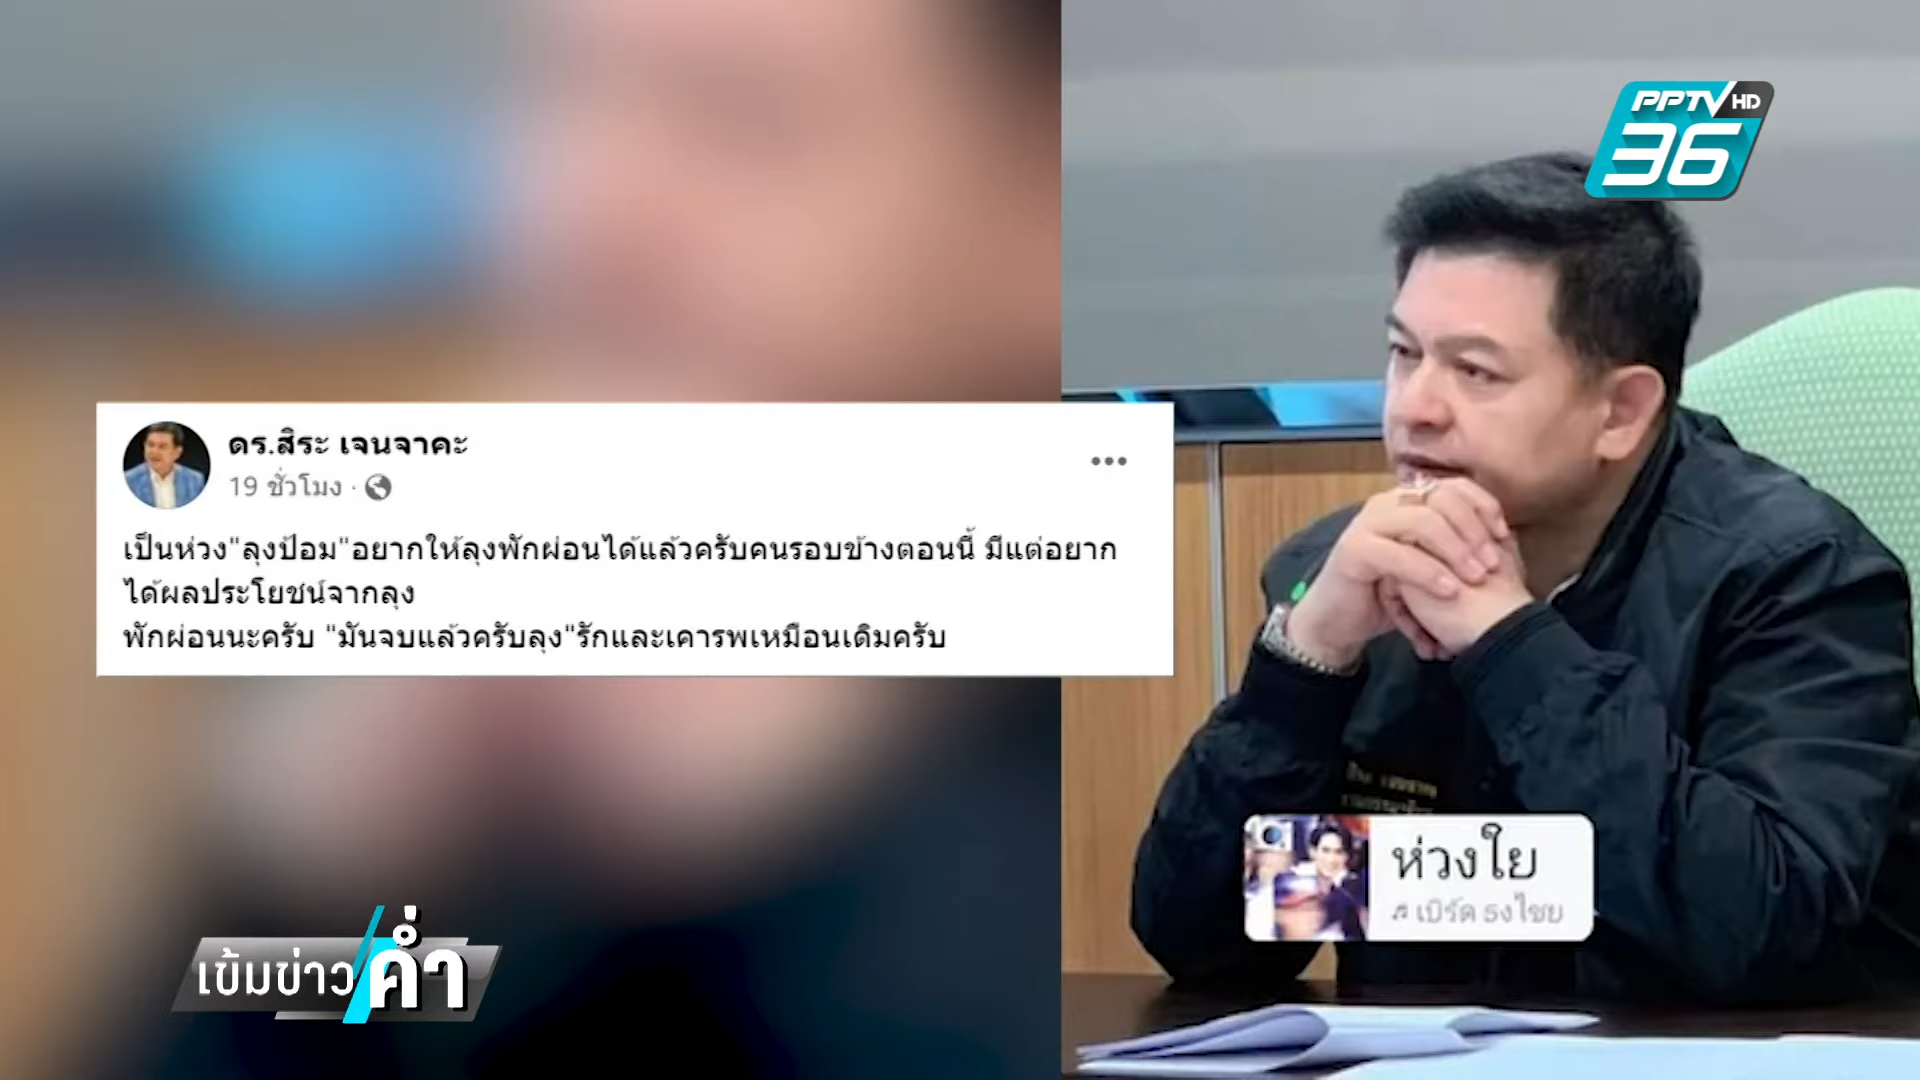 PPTV HD
36
ดร.สิระ เจนจาคะ
19 ชั่วโมง ·
เป็นห่วง"ลุงป้อม"อยากให้ลุงพักผ่อนได้แล้วครับคนรอบข้างตอนนี้ มีแต่อยาก
ได้ผลประโยชน์จากลุง
พักผ่อนนะครับ "มันจบแล้วครับลุง"รักและเคารพเหมือนเดิมครับ
ห่วงใย
เบิร์ด ธงไชย
เข้มข่าวค่ำ